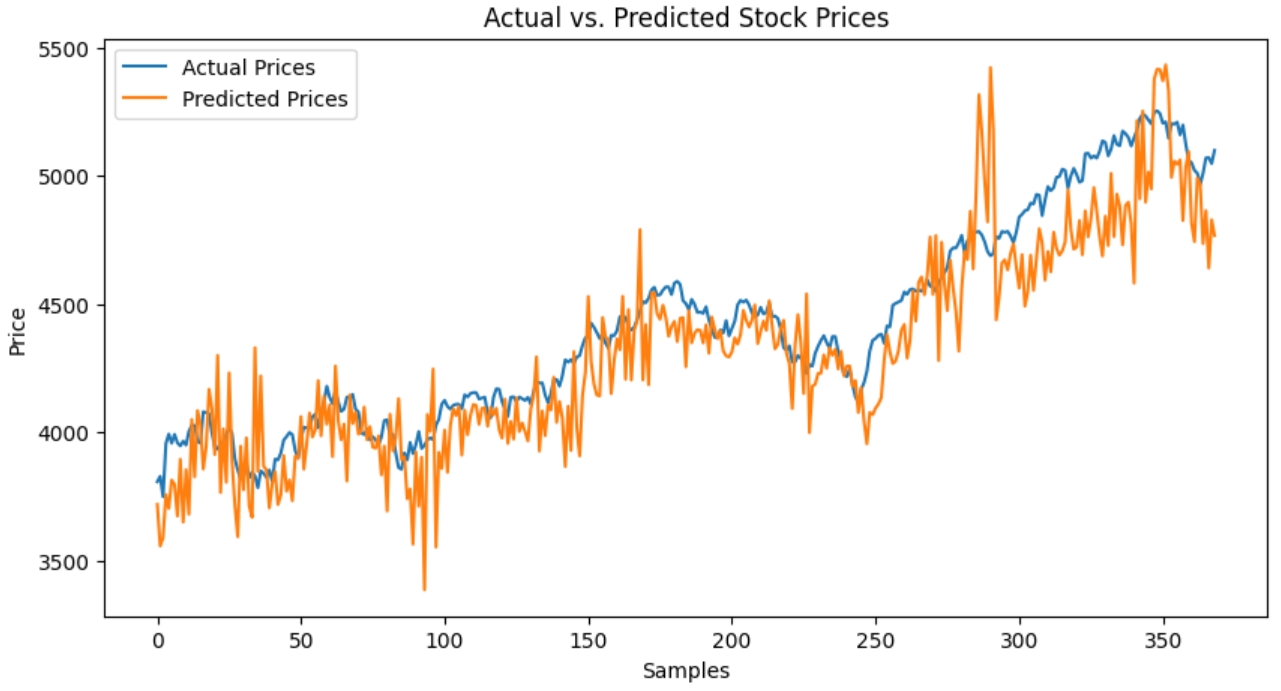 Actual vs. Predicted Stock Prices
Actual Prices
Predicted Prices
5500
5000
4500
4000
3500
Price
0 50 100 150 200 250 300 350
Samples